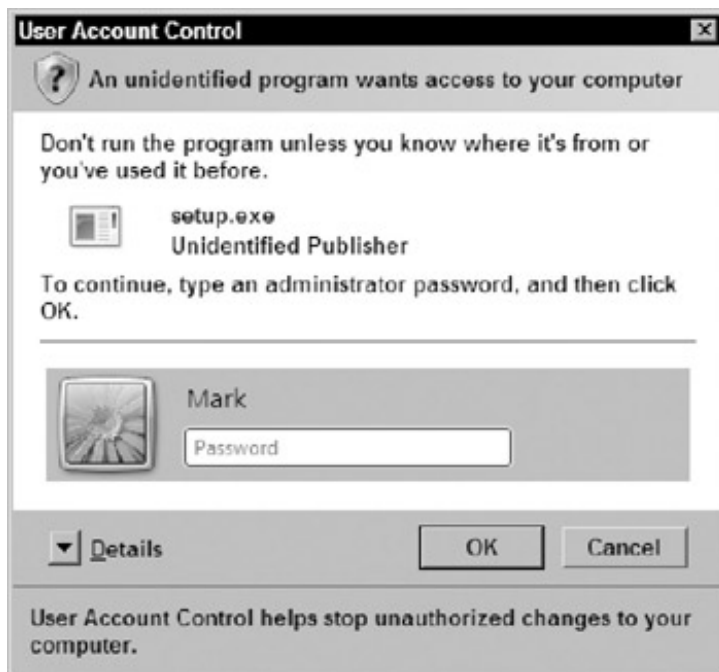 User Account Control
An unidentified program wants access to your computer
Don't run the program unless you know where it's from or
you've used it before.
setup.exe
Unidentified Publisher
To continue, type an administrator password, and then click
OK.
Mark
Password
Details
OK
Cancel
User Account Control helps stop unauthorized changes to your
computer.